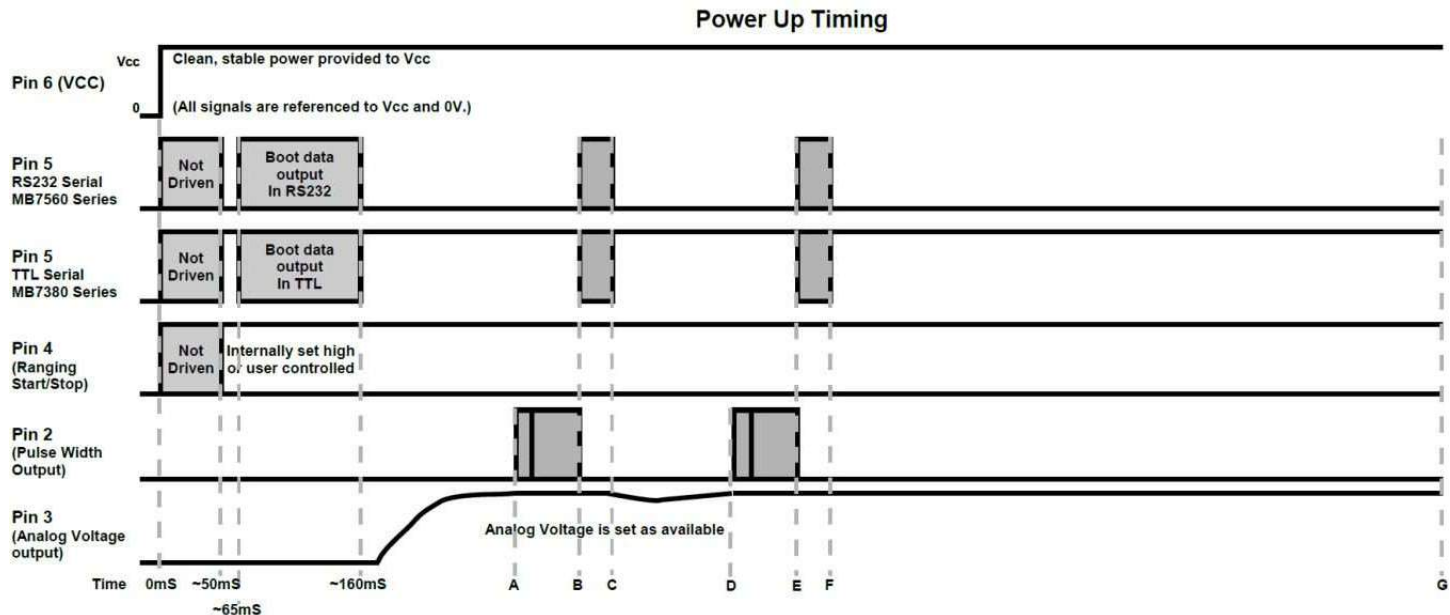 Power Up Timing
Pin 6 (VCC)
Vcc
0
Clean, stable power provided to Vcc
(All signals are referenced to Vcc and 0V.)
Pin 5
RS232 Serial
MB7560 Series
Not
Driven
Boot data
output
In RS232
Pin 5
TTL Serial
MB7380 Series
Not
Driven
Boot data
output
In TTL
Pin 4
(Ranging
Start/Stop)
Not
Driven
Internally set high
or user controlled
Pin 2
(Pulse Width
Output)
Pin 3
(Analog Voltage
output)
Analog Voltage is set as available
Time 0mS ~50mS ~160mS A B C D E F G
~65mS